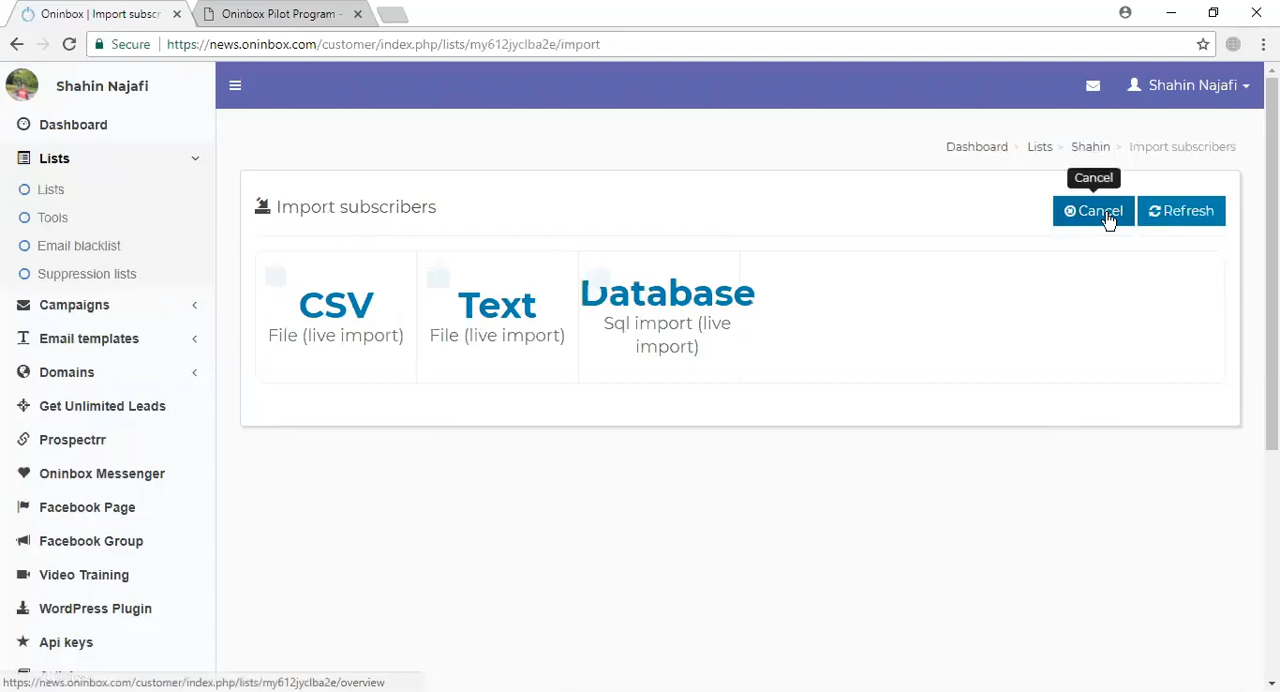 Oninbox | Import subsc
Oninbox Pilot Program -
Secure
https://news.oninbox.com/customer/index.php/lists/my612jyclba2e/import
Shahin Najafi
Shahin Najafi
Dashboard
Lists
Lists
Tools
Email blacklist
Suppression lists
Campaigns
Email templates
Domains
Get Unlimited Leads
Prospectrr
Oninbox Messenger
Facebook Page
Facebook Group
Video Training
WordPress Plugin
Api keys
Dashboard Lists Shahin Import subscribers
Cancel
Import subscribers
Cancel Refresh
CSV
File (live import)
Text
File (live import)
Database
Sql import (live
import)
https://news.oninbox.com/customer/index.php/lists/my612jyclba2e/overview